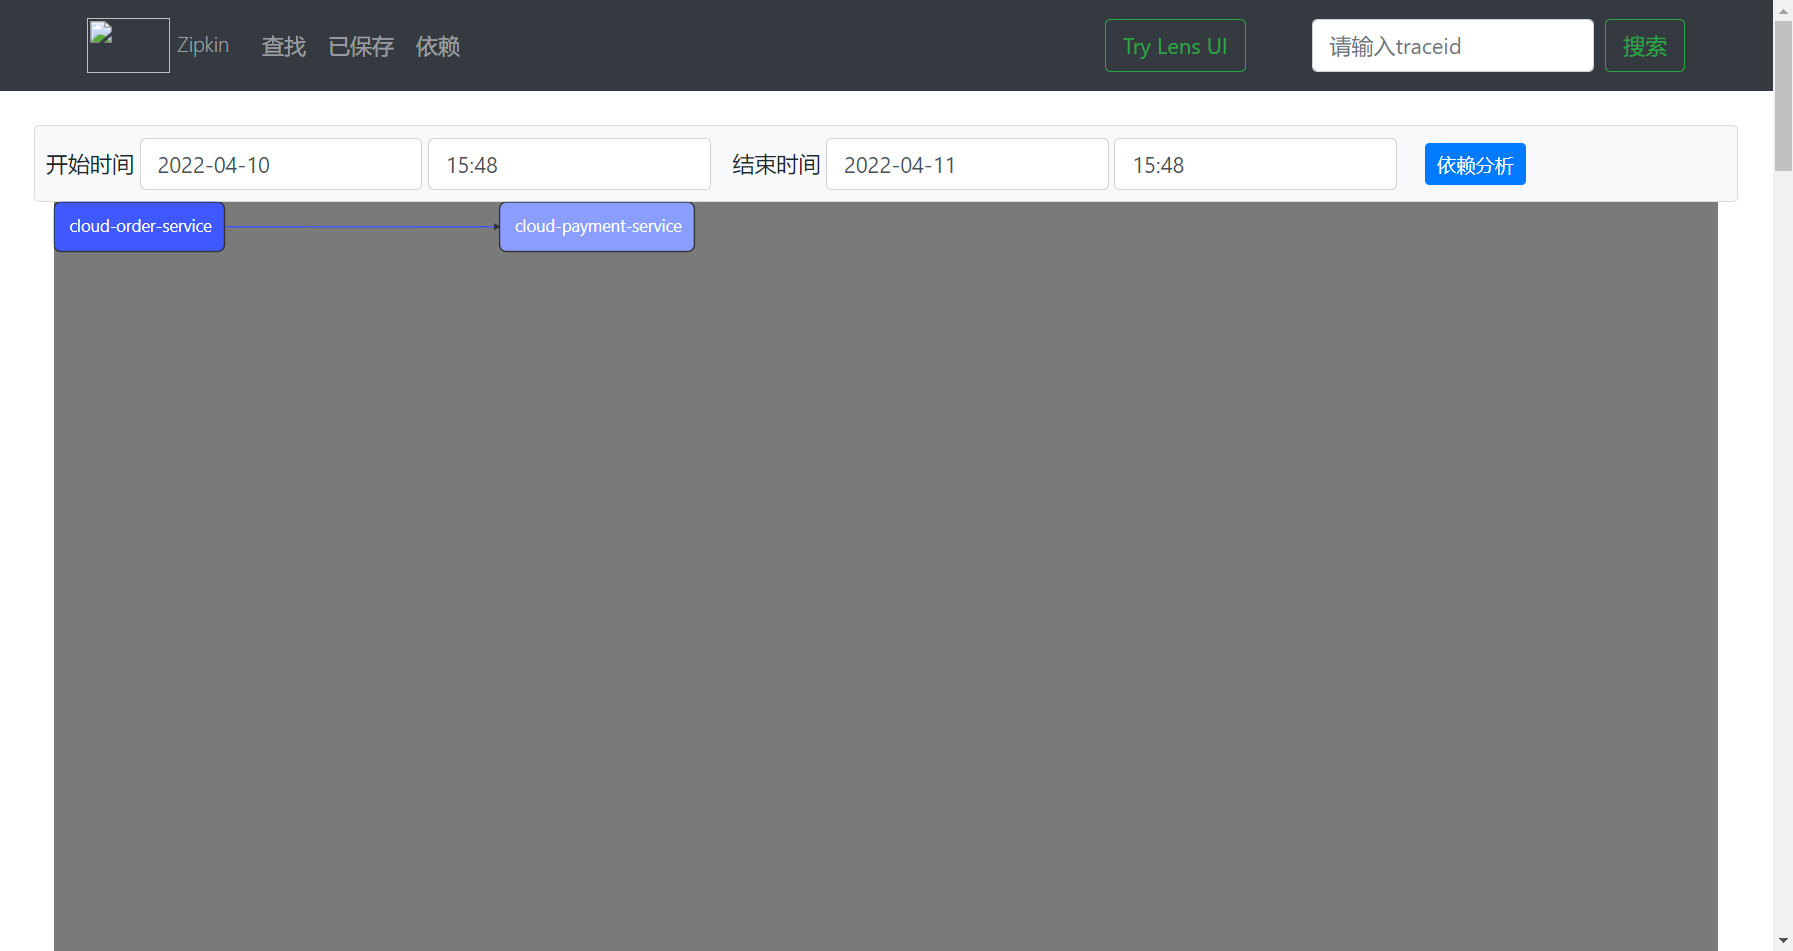 Zipkin 查找 已保存 依赖 Try Lens UI 请输入traceid 搜索
开始时间 2022-04-10 15:48 结束时间 2022-04-11 15:48 依赖分析
cloud-order-service cloud-payment-service